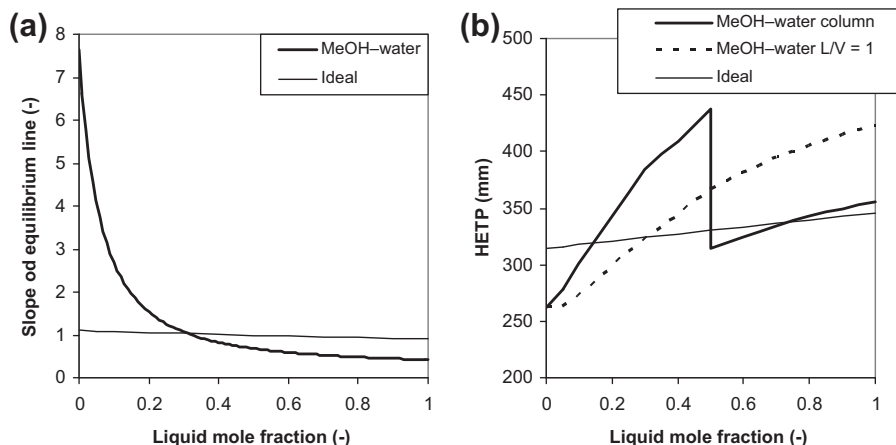 (a)
8
7
6
5
4
3
2
1
0
Slope od equilibrium line (-)
MeOH–water
Ideal
0 0.2 0.4 0.6 0.8 1
Liquid mole fraction (-)
(b)
500
450
400
350
300
250
200
HETP (mm)
MeOH–water column
MeOH–water L/V = 1
Ideal
0 0.2 0.4 0.6 0.8 1
Liquid mole fraction (-)